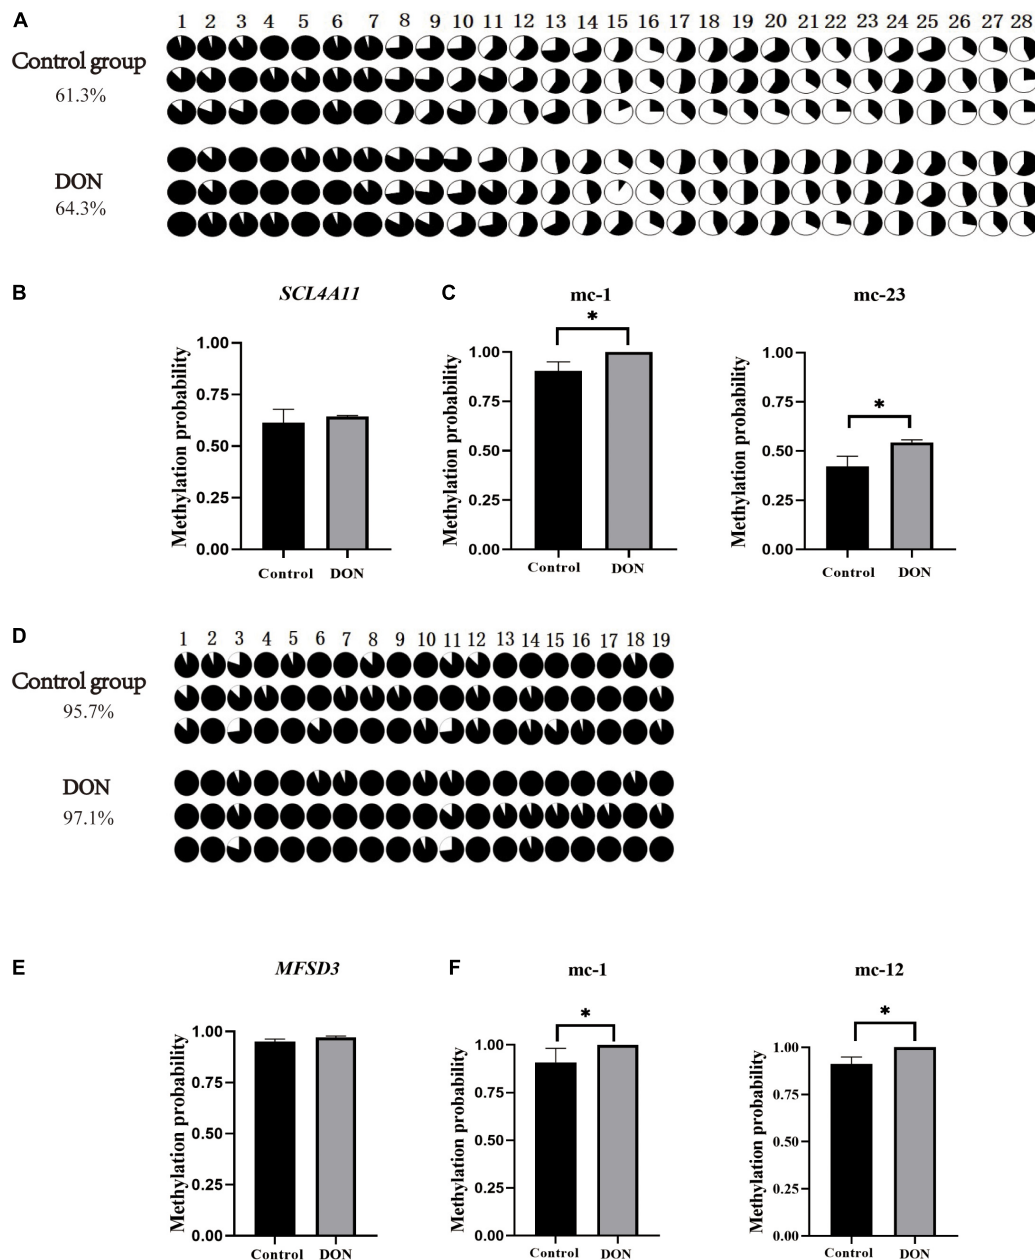 A
1 2 3 4 5 6 7 8 9 10 11 12 13 14 15 16 17 18 19 20 21 22 23 24 25 26 27 28
Control group
61.3%
DON
64.3%
B
SCL4A11
Methylation probability
1.00
0.75
0.50
0.25
0.00
Control DON
C
mc-1
*
Methylation probability
1.00
0.75
0.50
0.25
0.00
Control DON
mc-23
*
Methylation probability
1.00
0.75
0.50
0.25
0.00
Control DON
D
1 2 3 4 5 6 7 8 9 10 11 12 13 14 15 16 17 18 19
Control group
95.7%
DON
97.1%
E
MFSD3
Methylation probability
1.00
0.75
0.50
0.25
0.00
Control DON
F
mc-1
*
Methylation probability
1.00
0.75
0.50
0.25
0.00
Control DON
mc-12
*
Methylation probability
1.00
0.75
0.50
0.25
0.00
Control DON